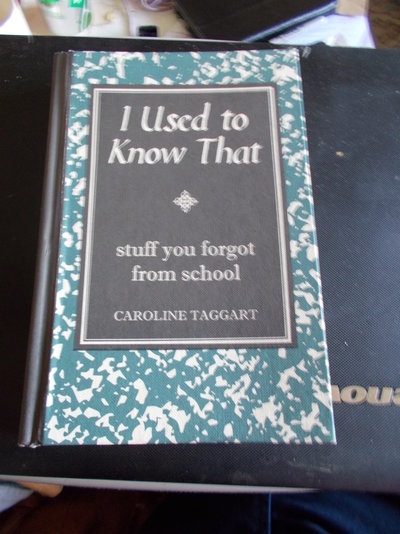 I Used to
Know That
stuff you forgot
from school
CAROLINE TAGGART